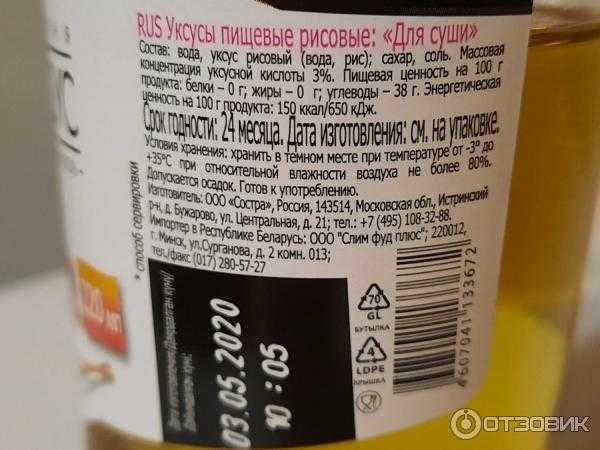 RUS Уксусы пищевые рисовые: «Для суши»
Состав: вода, уксус рисовый (вода, рис); сахар, соль. Массовая
концентрация уксусной кислоты 3%. Пищевая ценность на 100 г
продукта: белки – 0 г; жиры – 0 г; углеводы – 38 г. Энергетическая
ценность на 100 г продукта: 150 ккал/650 кДж.
Срок годности: 24 месяца. Дата изготовления: см. на упаковке.
Условия хранения: хранить в темном месте при температуре от -3° до
+35°C при относительной влажности воздуха не более 80%.
Допускается осадок. Готов к употреблению.
Изготовитель: ООО «Состра», Россия, 143514, Московская обл., Истринский
р-н, д. Бужарово, ул. Центральная, д. 21; тел.: +7 (495) 108-32-88.
Импортер в Республике Беларусь: ООО "Слим фуд плюс"; 220012,
г. Минск, ул.Сурганова, д. 2 комн. 013;
тел./факс (017) 280-57-27
* способ сервировки
20 лет
03.05.2020
10 : 05
70
GL
БУТЫЛКА
4
LDPE
КРЫШКА
4607041133672
ОТЗОВИК